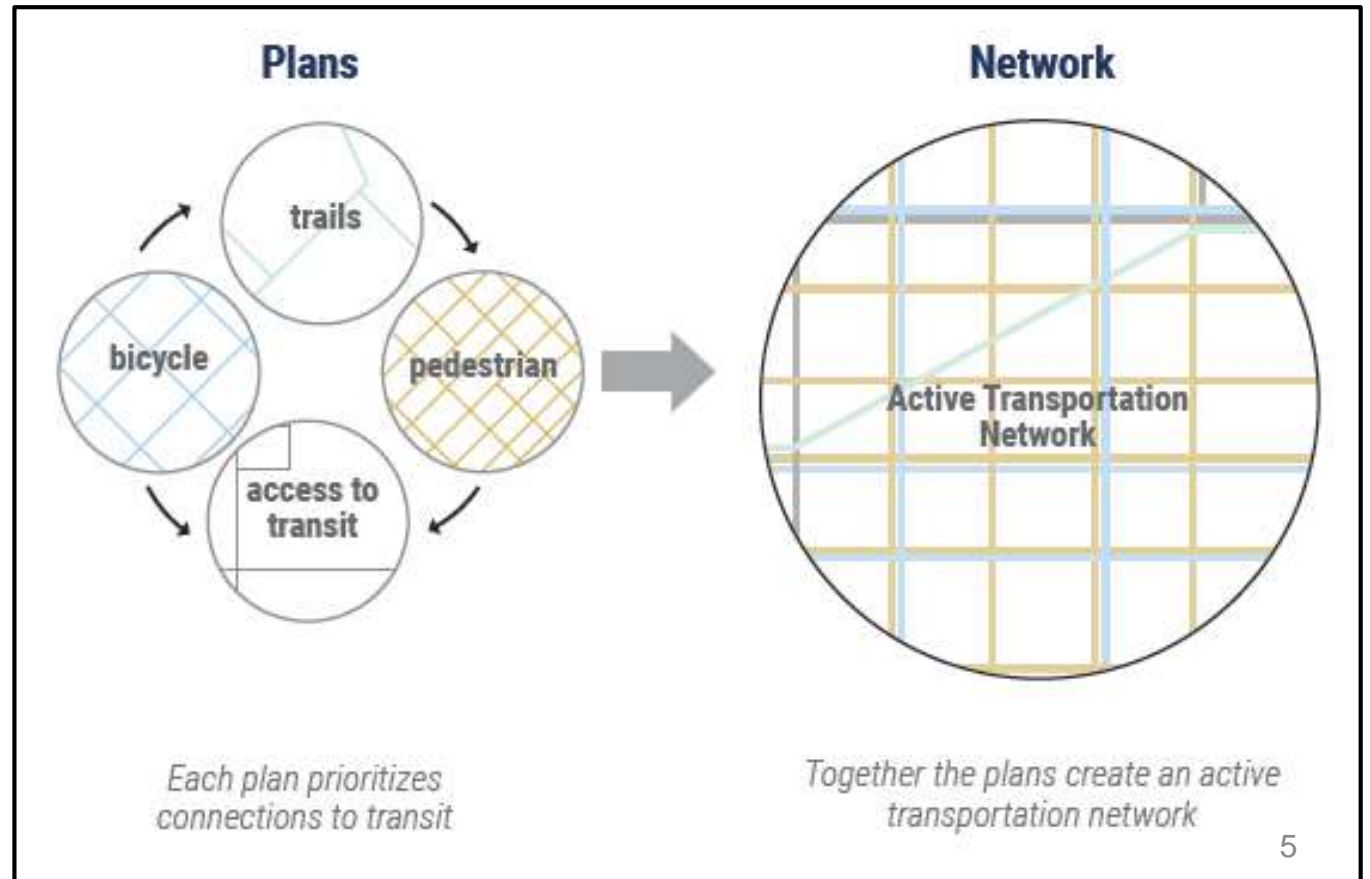 Plans
trails
bicycle
pedestrian
access to
transit
Each plan prioritizes
connections to transit
Network
Active Transportation
Network
Together the plans create an active
transportation network
5